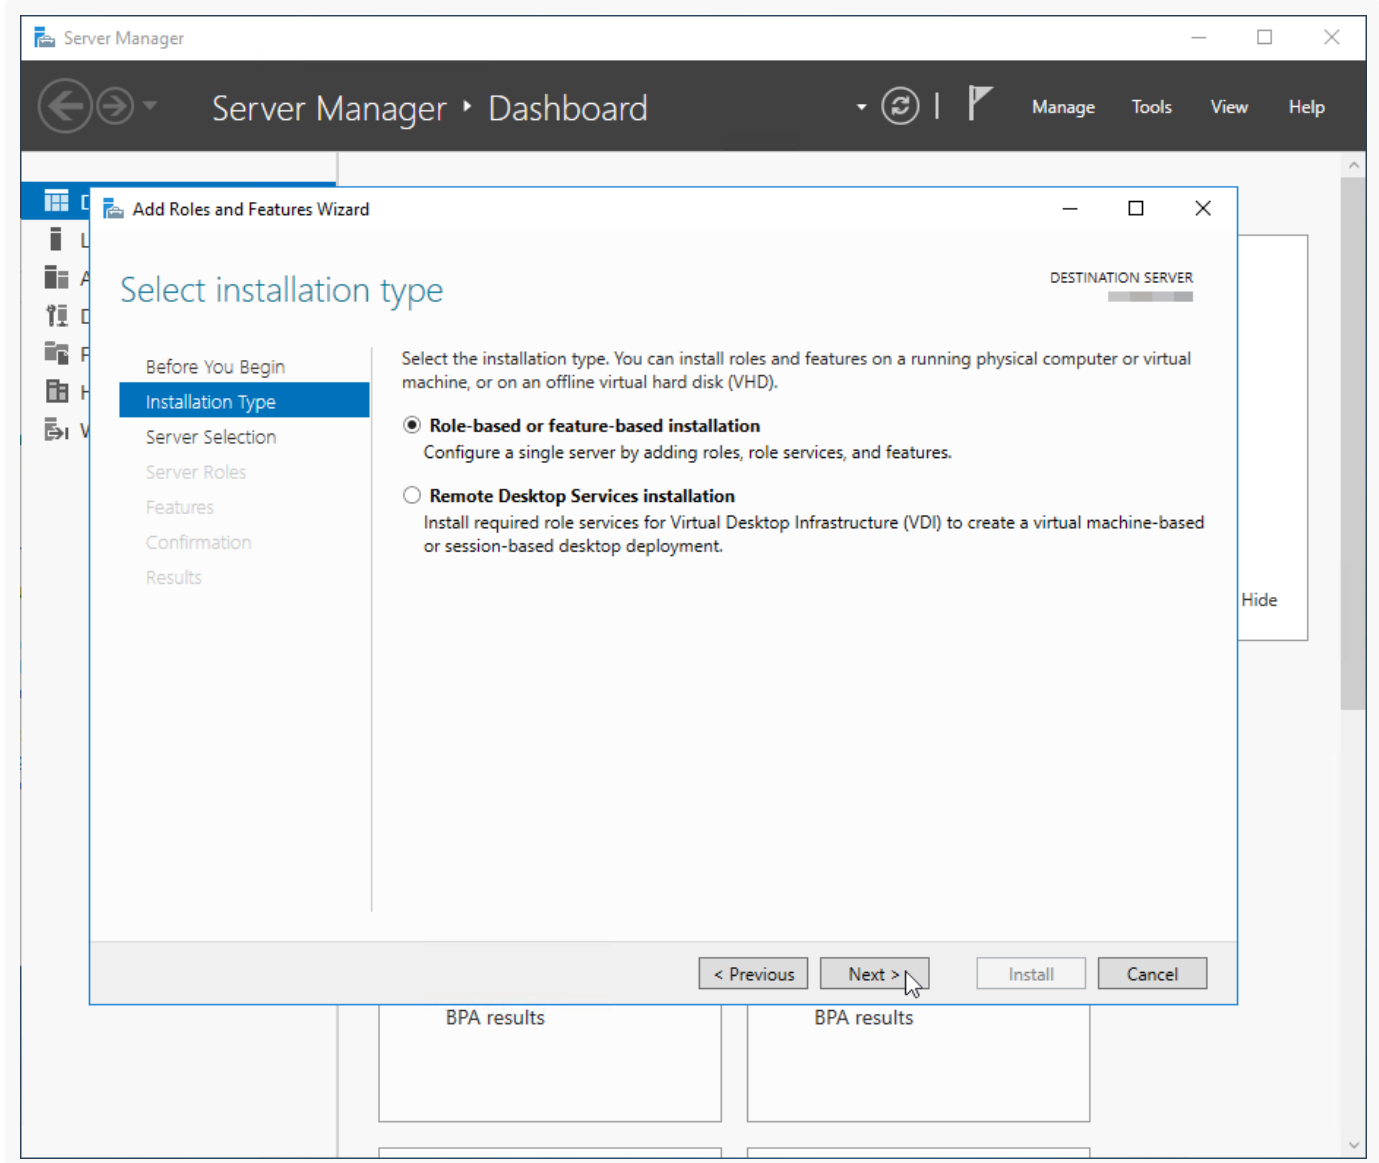 Server Manager
Server Manager ‣ Dashboard
Manage Tools View Help
Add Roles and Features Wizard
Select installation type
DESTINATION SERVER
Before You Begin
Installation Type
Server Selection
Server Roles
Features
Confirmation
Results
Select the installation type. You can install roles and features on a running physical computer or virtual
machine, or on an offline virtual hard disk (VHD).
Role-based or feature-based installation
Configure a single server by adding roles, role services, and features.
Remote Desktop Services installation
Install required role services for Virtual Desktop Infrastructure (VDI) to create a virtual machine-based
or session-based desktop deployment.
Hide
< Previous
Next >
Install
Cancel
BPA results
BPA results